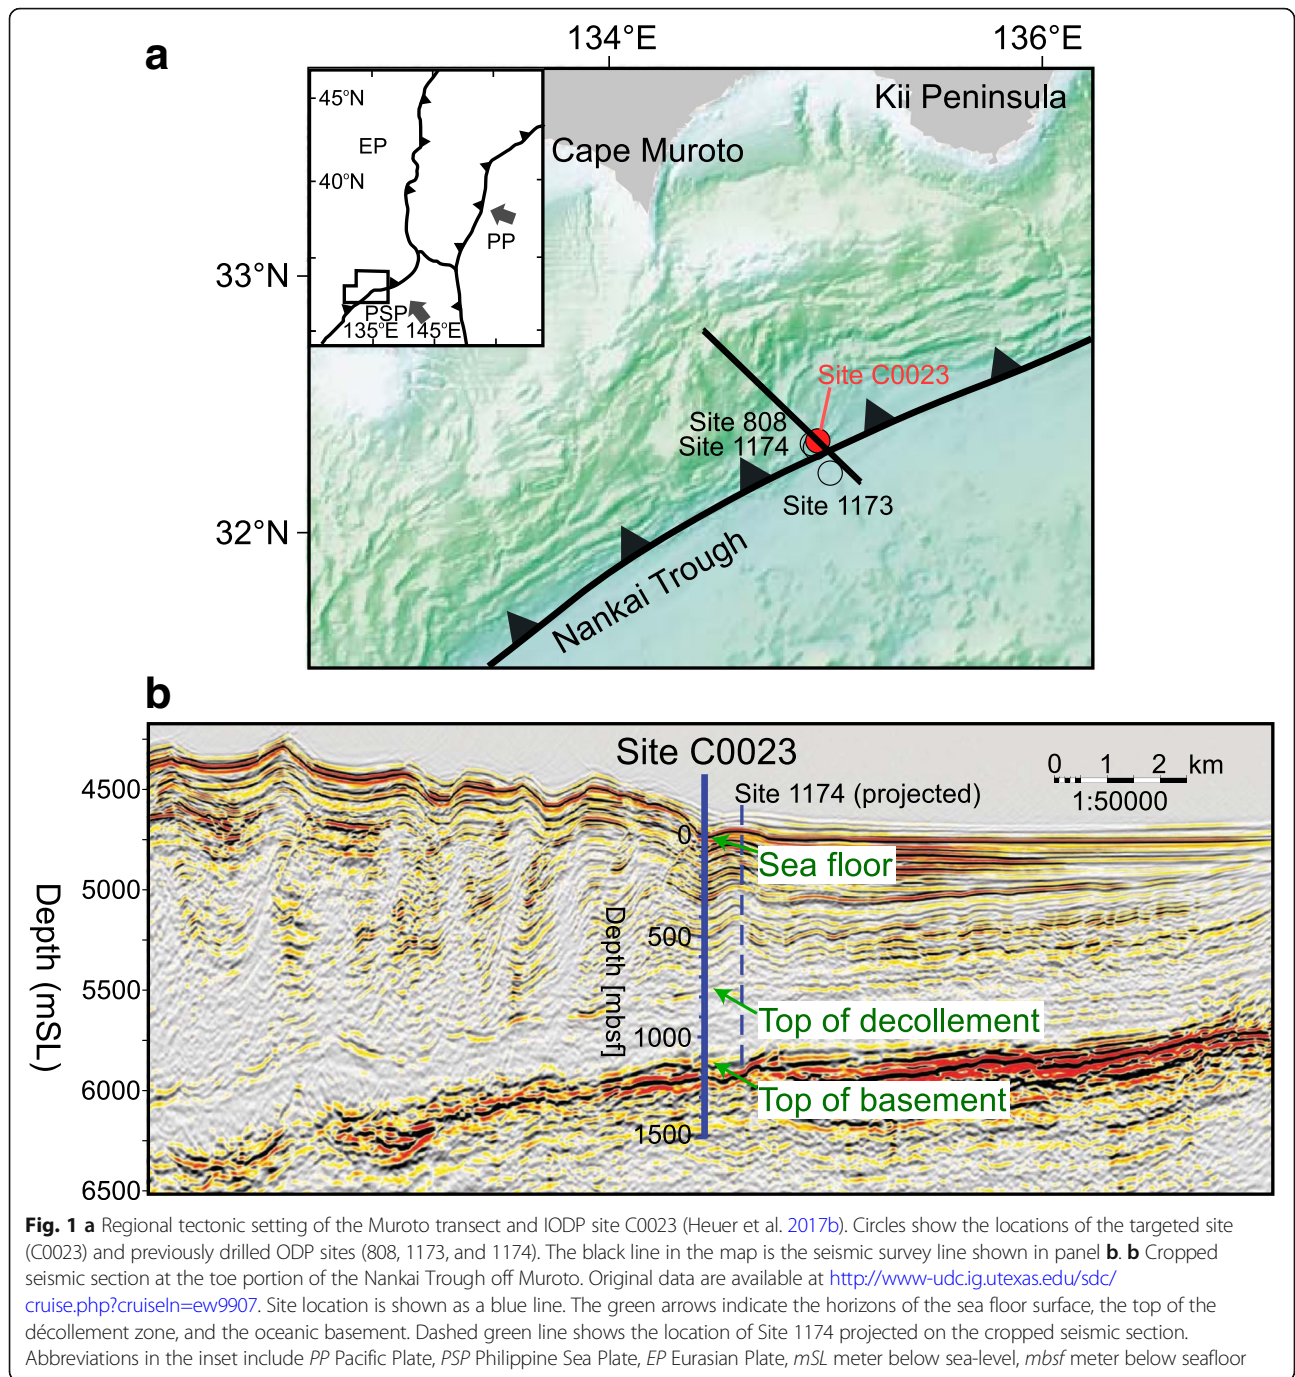 a
134°E
136°E
Kii Peninsula
Cape Muroto
45°N
EP
40°N
PP
PSP
135°E 145°E
33°N
Site C0023
Site 808
Site 1174
Site 1173
32°N
Nankai Trough
b
Site C0023
0 1 2 km
1:50000
Site 1174 (projected)
4500
0
Sea floor
5000
500
Depth (mSL)
Depth [mbsf]
5500
Top of decollement
1000
6000
Top of basement
1500
6500
Fig. 1 a Regional tectonic setting of the Muroto transect and IODP site C0023 (Heuer et al. 2017b). Circles show the locations of the targeted site
(C0023) and previously drilled ODP sites (808, 1173, and 1174). The black line in the map is the seismic survey line shown in panel b. b Cropped
seismic section at the toe portion of the Nankai Trough off Muroto. Original data are available at http://www-udc.ig.utexas.edu/sdc/
cruise.php?cruiseIn=ew9907. Site location is shown as a blue line. The green arrows indicate the horizons of the sea floor surface, the top of the
décollement zone, and the oceanic basement. Dashed green line shows the location of Site 1174 projected on the cropped seismic section.
Abbreviations in the inset include PP Pacific Plate, PSP Philippine Sea Plate, EP Eurasian Plate, mSL meter below sea-level, mbsf meter below seafloor